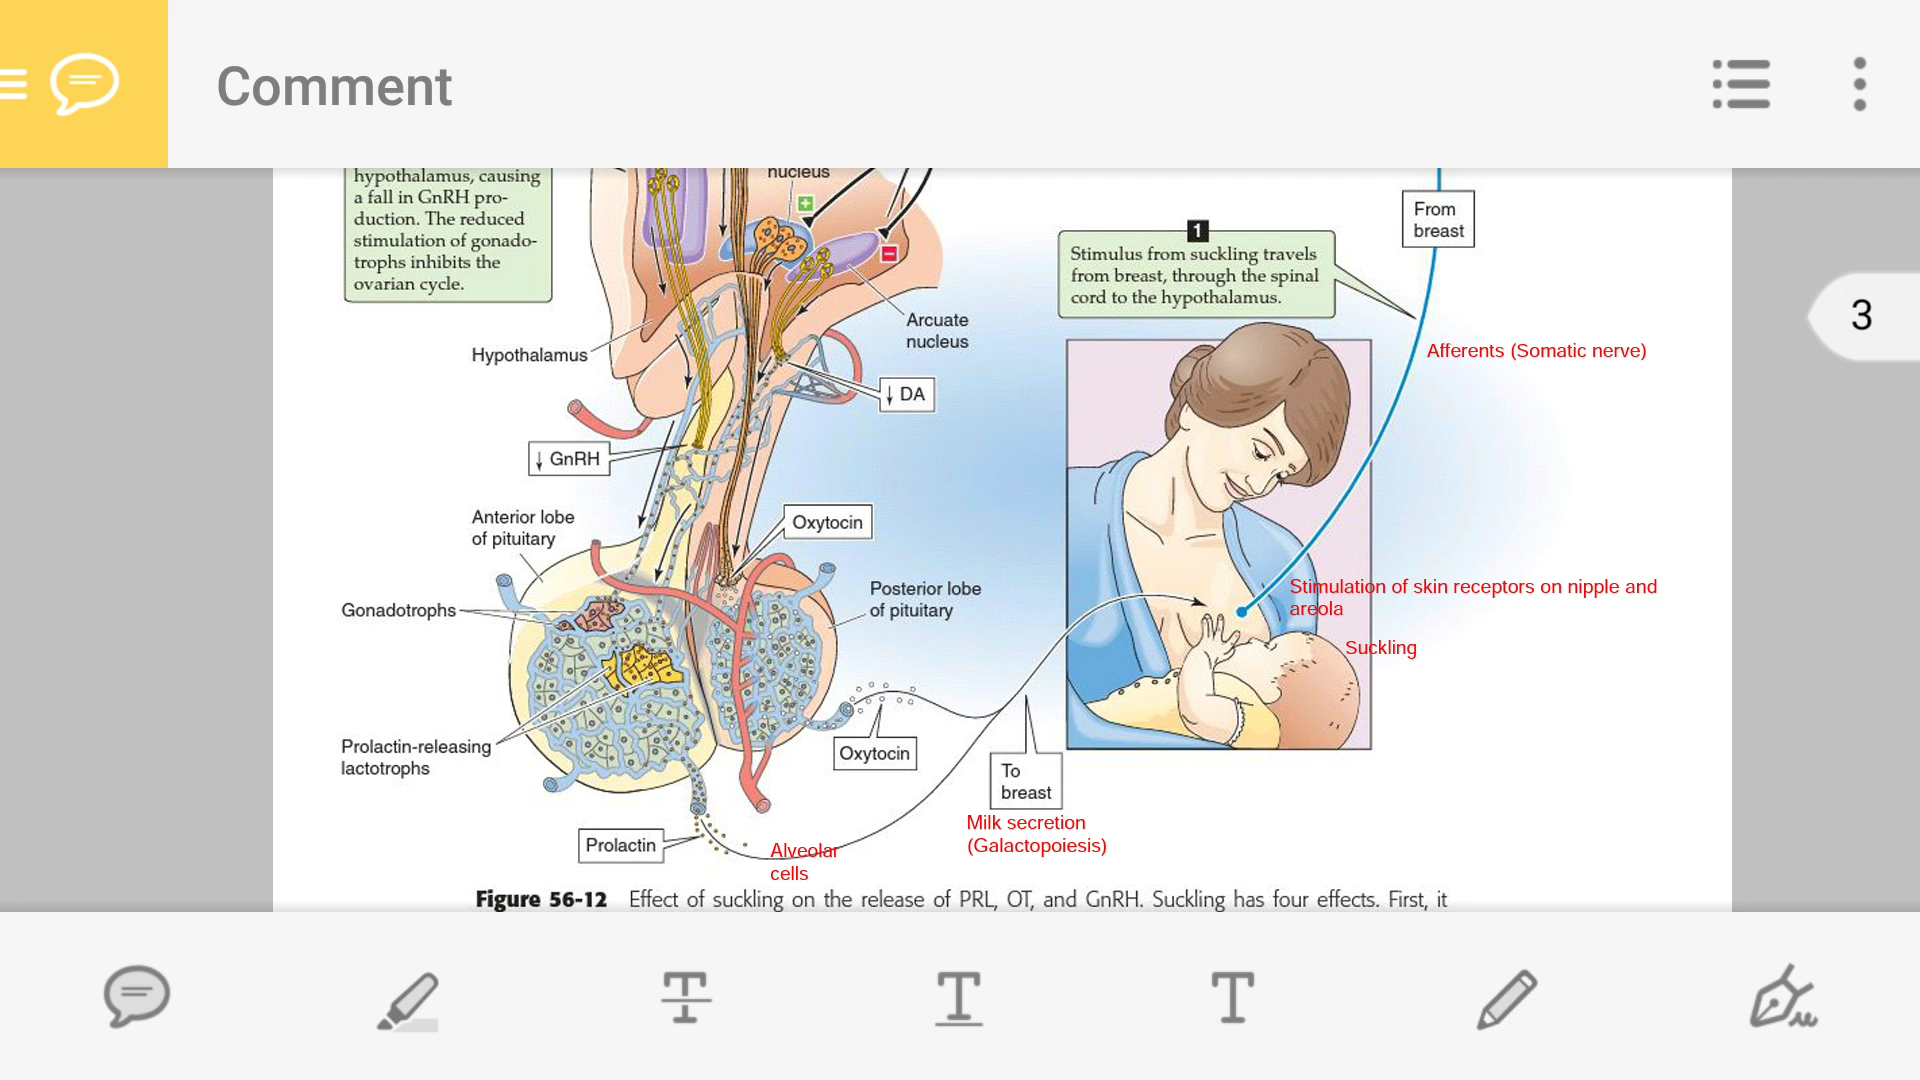 Comment
hypothalamus, causing
a fall in GnRH pro-
duction. The reduced
stimulation of gonado-
trophs inhibits the
ovarian cycle.
nucleus
+
−
From
breast
1
Stimulus from suckling travels
from breast, through the spinal
cord to the hypothalamus.
3
Arcuate
nucleus
Hypothalamus
Afferents (Somatic nerve)
↓ DA
↓ GnRH
Anterior lobe
of pituitary
Oxytocin
Posterior lobe
of pituitary
Stimulation of skin receptors on nipple and
areola
Gonadotrophs
Suckling
Prolactin-releasing
lactotrophs
Oxytocin
To
breast
Milk secretion
(Galactopoiesis)
Prolactin
Alveolar
cells
Figure 56-12 Effect of suckling on the release of PRL, OT, and GnRH. Suckling has four effects. First, it
T
T
T